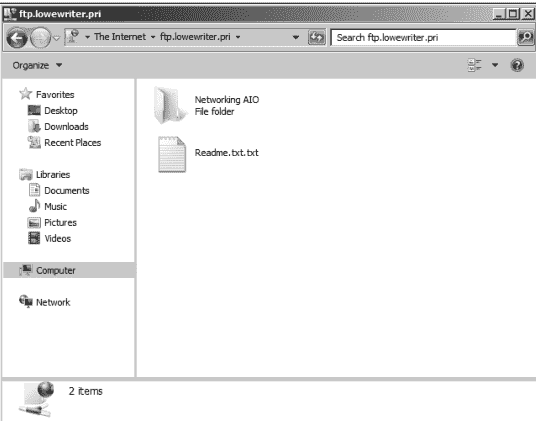 ftp.lowewriter.pri
The Internet ftp.lowewriter.pri
Search ftp.lowewriter.pri
Organize
Favorites
Desktop
Downloads
Recent Places
Libraries
Documents
Music
Pictures
Videos
Computer
Network
Networking AIO
File folder
Readme.txt.txt
2 items